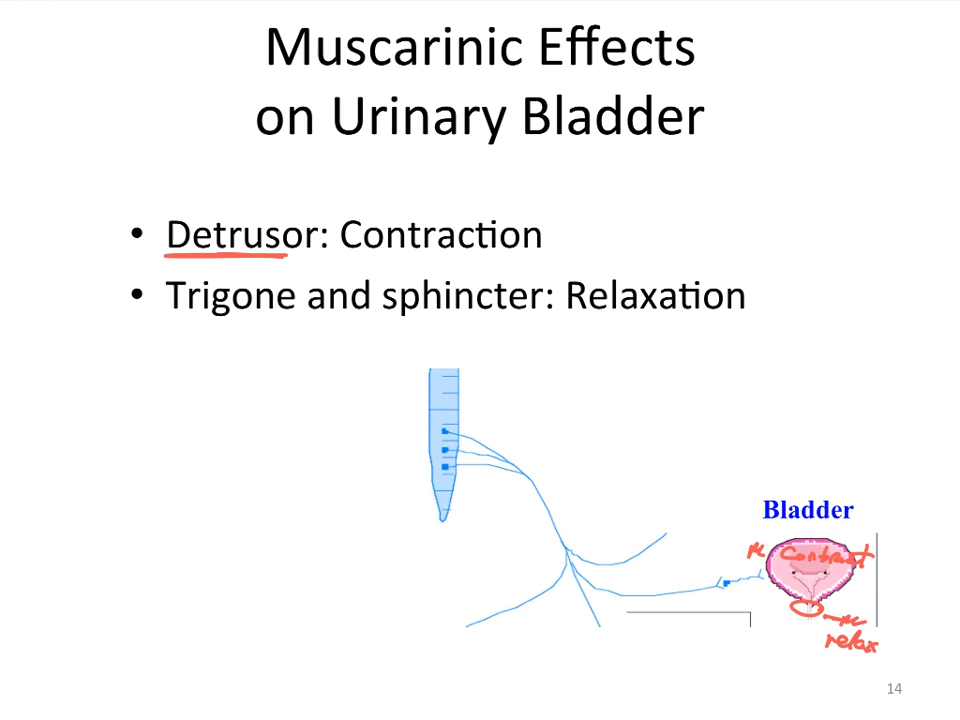 Muscarinic Effects
on Urinary Bladder
• Detrusor: Contraction
• Trigone and sphincter: Relaxation
Bladder
contract
relax
14